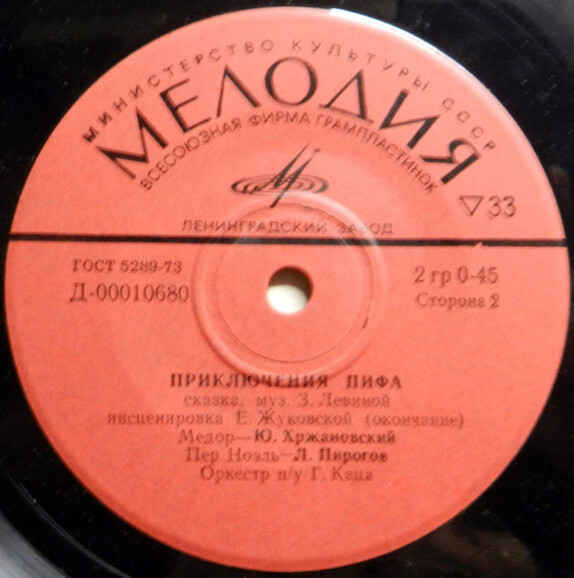 МИНИСТЕРСТВО КУЛЬТУРЫ СССР
МЕЛОДИЯ
ВСЕСОЮЗНАЯ ФИРМА ГРАМПЛАСТИНОК
▽33
ЛЕНИНГРАДСКИЙ ЗАВОД
ГОСТ 5289-73
2 гр 0-45
Д-00010680
Сторона 2
ПРИКЛЮЧЕНИЯ ПИФА
сказка, муз. З. Левиной
инсценировка Е. Жуковской (окончание)
Медор—Ю. Хржановский
Пер Ноэль—Л. Пирогов
Оркестр п/у Г. Каца